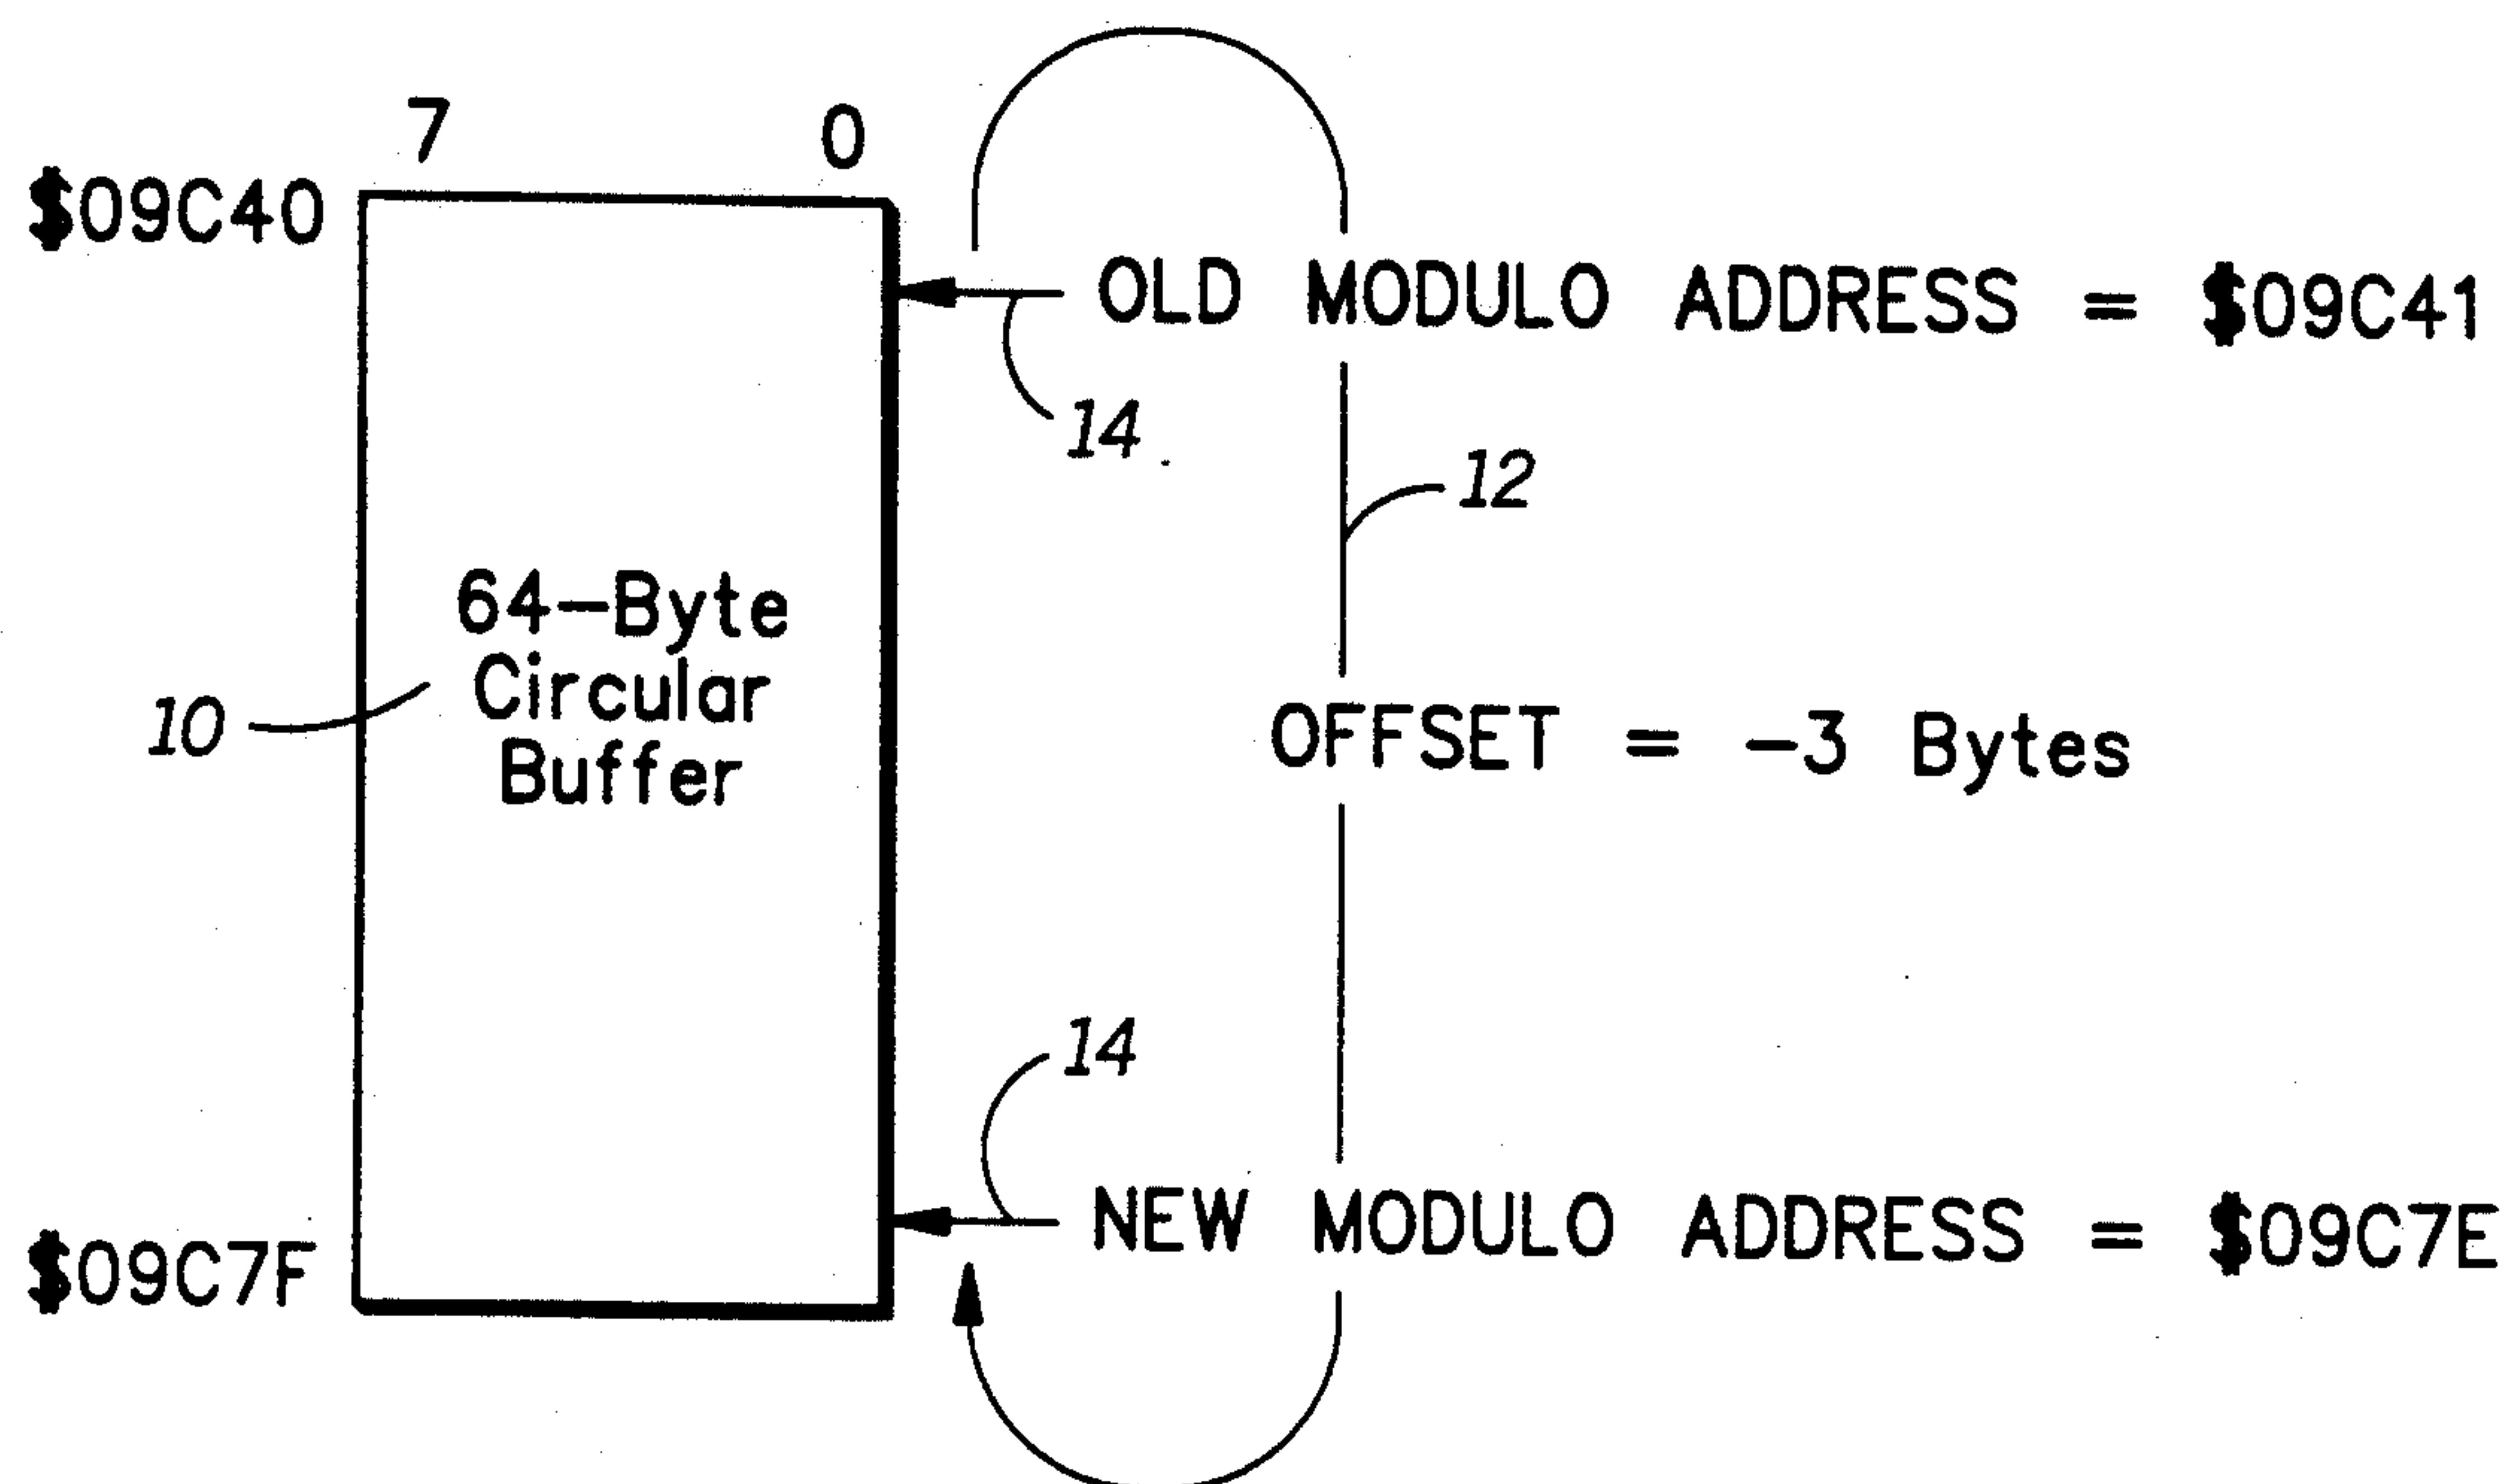 7 0
$09C40
OLD MODULO ADDRESS = $09C41
14
12
64-Byte
Circular
Buffer
10
OFFSET = -3 Bytes
14
NEW MODULO ADDRESS = $09C7E
$09C7F